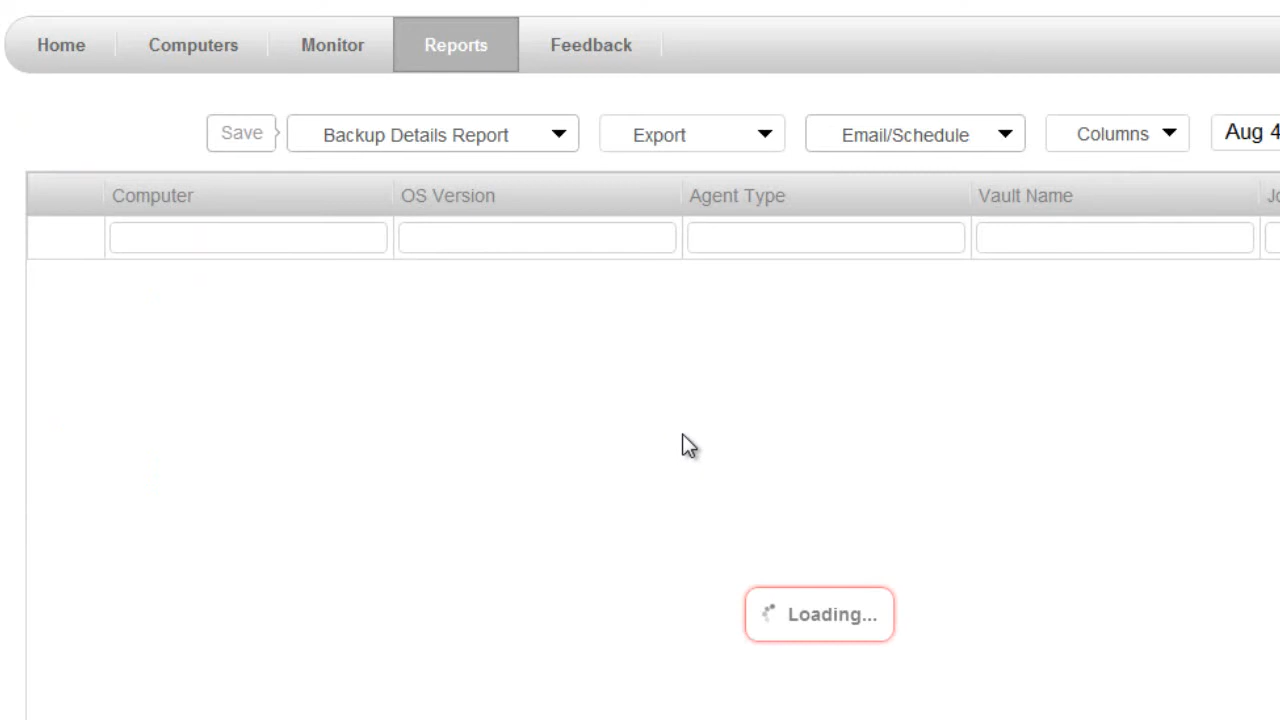 Home Computers Monitor Reports Feedback
Save Backup Details Report Export Email/Schedule Columns Aug 4
Computer OS Version Agent Type Vault Name
Loading...